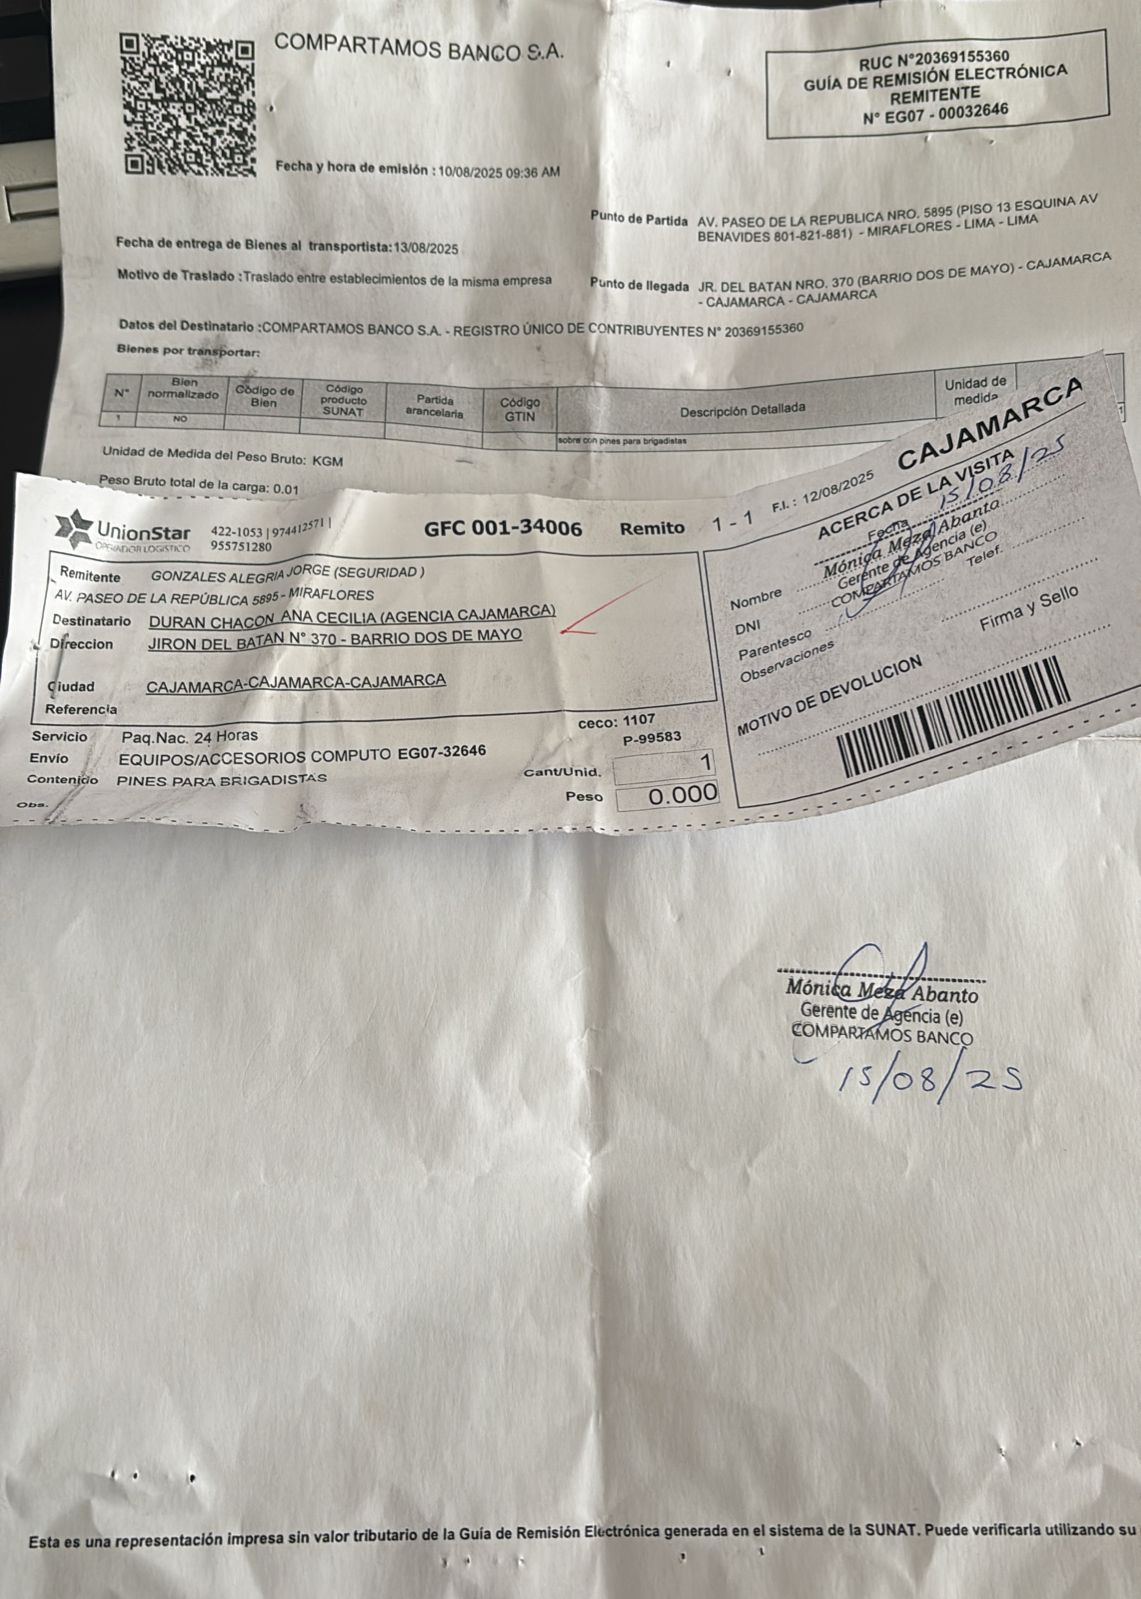 COMPARTAMOS BANCO S.A.
RUC N°20369155360
GUÍA DE REMISIÓN ELECTRÓNICA
REMITENTE
N° EG07 - 00032646
Fecha y hora de emisión : 10/08/2025 09:36 AM
Fecha de entrega de Bienes al transportista:13/08/2025
Motivo de Traslado :Traslado entre establecimientos de la misma empresa
Punto de Partida AV. PASEO DE LA REPUBLICA NRO. 5895 (PISO 13 ESQUINA AV
BENAVIDES 801-821-881) - MIRAFLORES - LIMA - LIMA
Punto de llegada JR. DEL BATAN NRO. 370 (BARRIO DOS DE MAYO) - CAJAMARCA
- CAJAMARCA - CAJAMARCA
Datos del Destinatario :COMPARTAMOS BANCO S.A. - REGISTRO ÚNICO DE CONTRIBUYENTES N° 20369155360
Bienes por transportar:
N° Bien normalizado Código de Bien Código producto SUNAT Partida arancelaria Código GTIN Descripción Detallada Unidad de medida
1 NO sobre con pines para brigadistas 1
Unidad de Medida del Peso Bruto: KGM
Peso Bruto total de la carga: 0.01
UnionStar
OPERADOR LOGISTICO
422-1053 | 974412571 |
955751280
GFC 001-34006 Remito 1 - 1 F.I. : 12/08/2025 CAJAMARCA
Remitente GONZALES ALEGRIA JORGE (SEGURIDAD )
AV. PASEO DE LA REPÚBLICA 5895 - MIRAFLORES
Destinatario DURAN CHACON ANA CECILIA (AGENCIA CAJAMARCA)
Direccion JIRON DEL BATAN N° 370 - BARRIO DOS DE MAYO
Ciudad CAJAMARCA-CAJAMARCA-CAJAMARCA
Referencia
Servicio Paq.Nac. 24 Horas
Envío EQUIPOS/ACCESORIOS COMPUTO EG07-32646
Contenido PINES PARA BRIGADISTAS
Obs.
ceco: 1107
P-99583
Cant/Unid. 1
Peso 0.000
ACERCA DE LA VISITA
Fecha 15/08/25
Mónica Meza Abanto
Gerente de Agencia (e)
COMPARTAMOS BANCO
Nombre
DNI Telef.
Parentesco
Observaciones
Firma y Sello
MOTIVO DE DEVOLUCION
Mónica Meza Abanto
Gerente de Agencia (e)
COMPARTAMOS BANCO
15/08/25
Esta es una representación impresa sin valor tributario de la Guía de Remisión Electrónica generada en el sistema de la SUNAT. Puede verificarla utilizando su